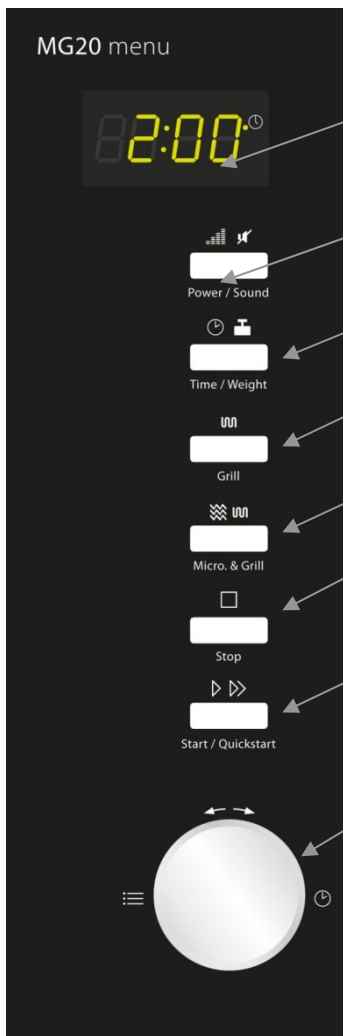 MG20 menu
2:00
Power / Sound
Time / Weight
Grill
Micro. & Grill
Stop
Start / Quickstart